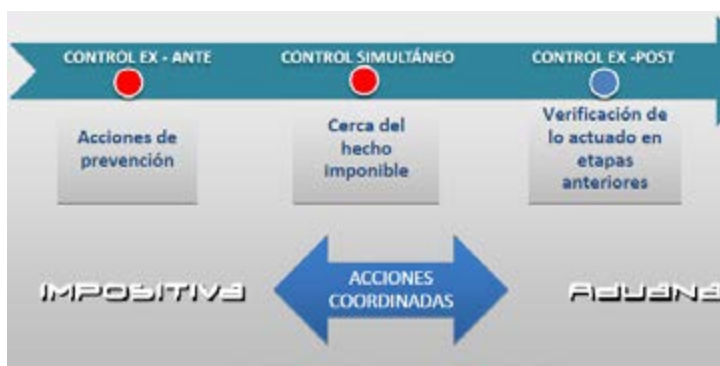 CONTROL EX - ANTE
CONTROL SIMULTÁNEO
CONTROL EX -POST
Acciones de
prevención
Cerca del
hecho
imponible
Verificación de
lo actuado en
etapas
anteriores
IMPOSITIVA
ACCIONES
COORDINADAS
ADUANA